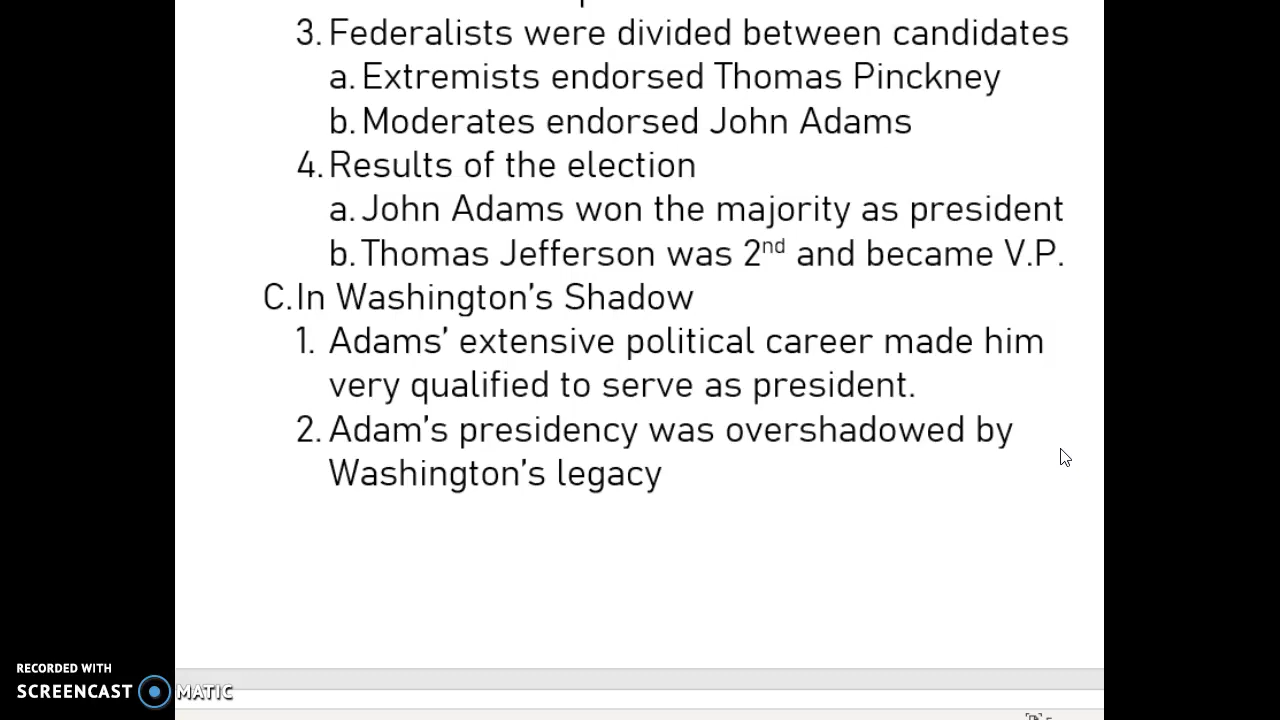 3. Federalists were divided between candidates
a. Extremists endorsed Thomas Pinckney
b. Moderates endorsed John Adams
4. Results of the election
a. John Adams won the majority as president
b. Thomas Jefferson was 2nd and became V.P.
C. In Washington's Shadow
1. Adams' extensive political career made him
very qualified to serve as president.
2. Adam's presidency was overshadowed by
Washington's legacy
RECORDED WITH
SCREENCAST MATIC